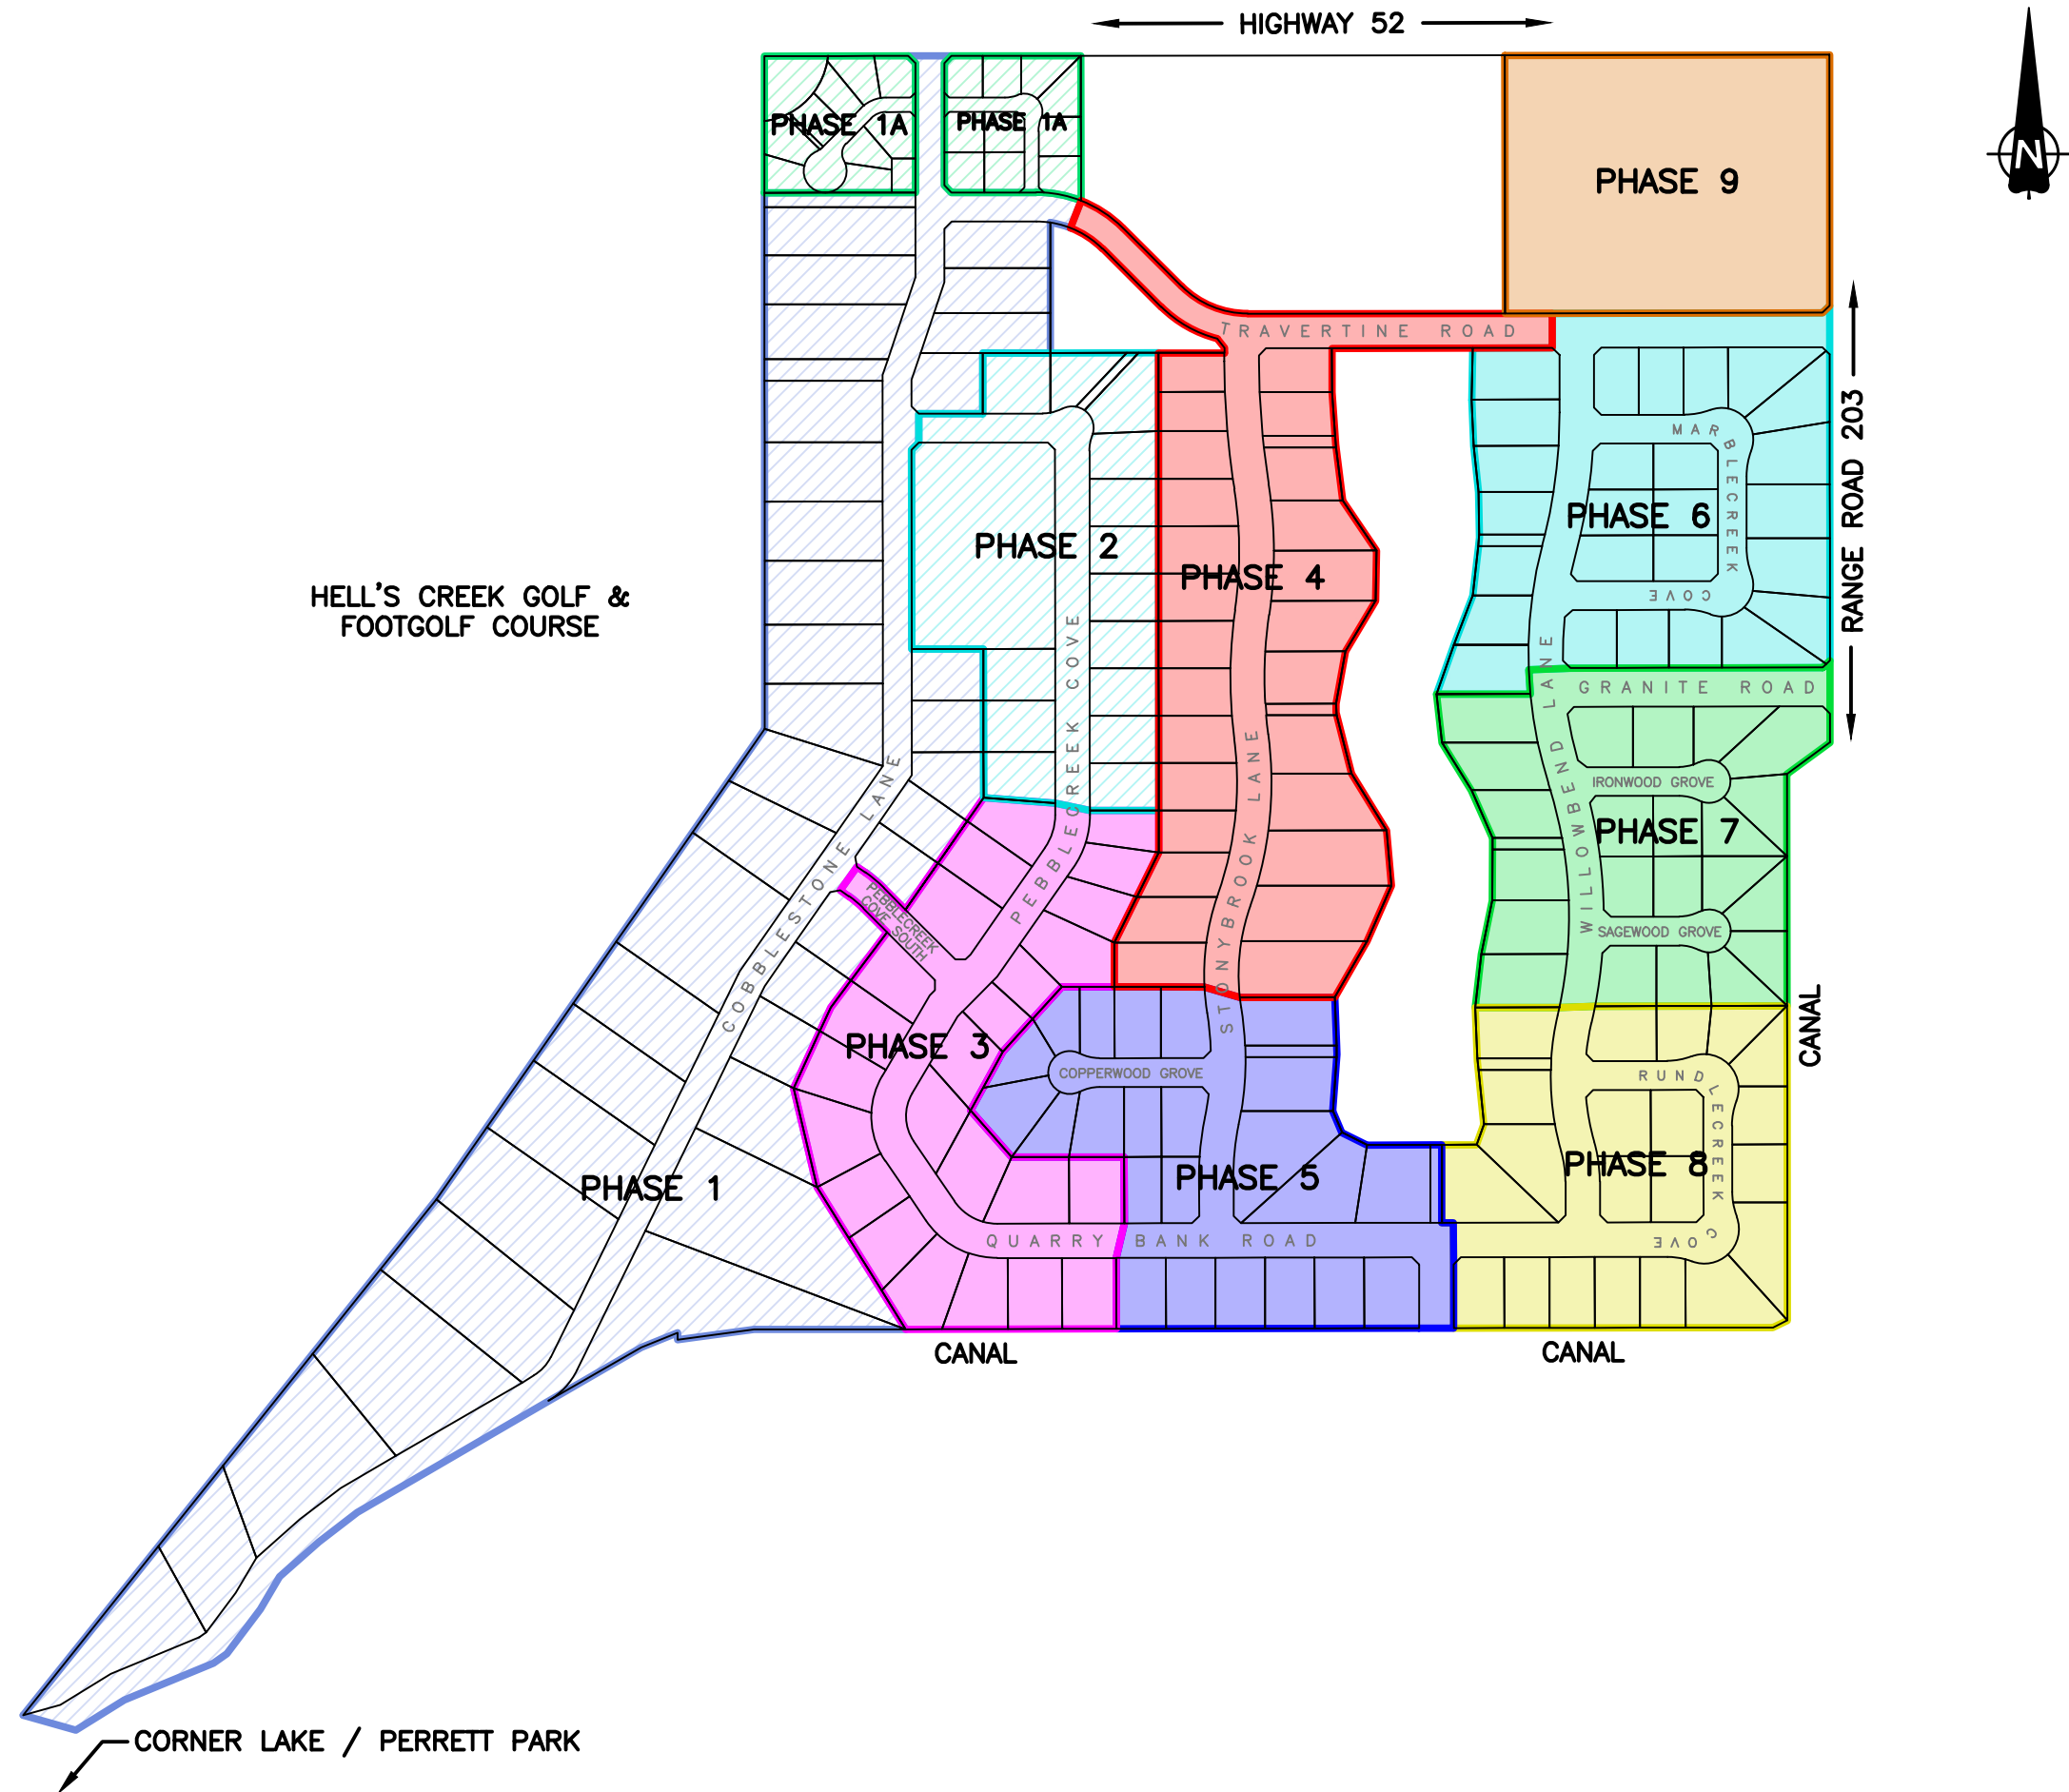 HIGHWAY 52
N
PHASE 1A
PHASE 1A
PHASE 9
TRAVERTINE ROAD
RANGE ROAD 203
MARBLECREEK COVE
PHASE 6
PHASE 2
PHASE 4
HELL'S CREEK GOLF &
FOOTGOLF COURSE
PEBBLECREEK COVE
WILLOWBEND LANE
GRANITE ROAD
COBBLESTONE LANE
STONYBROOK LANE
IRONWOOD GROVE
PHASE 7
PEBBLECREEK
COVE SOUTH
SAGEWOOD GROVE
CANAL
PHASE 3
COPPERWOOD GROVE
RUNDLECREEK COVE
PHASE 8
PHASE 5
PHASE 1
QUARRY BANK ROAD
CANAL
CANAL
CORNER LAKE / PERRETT PARK